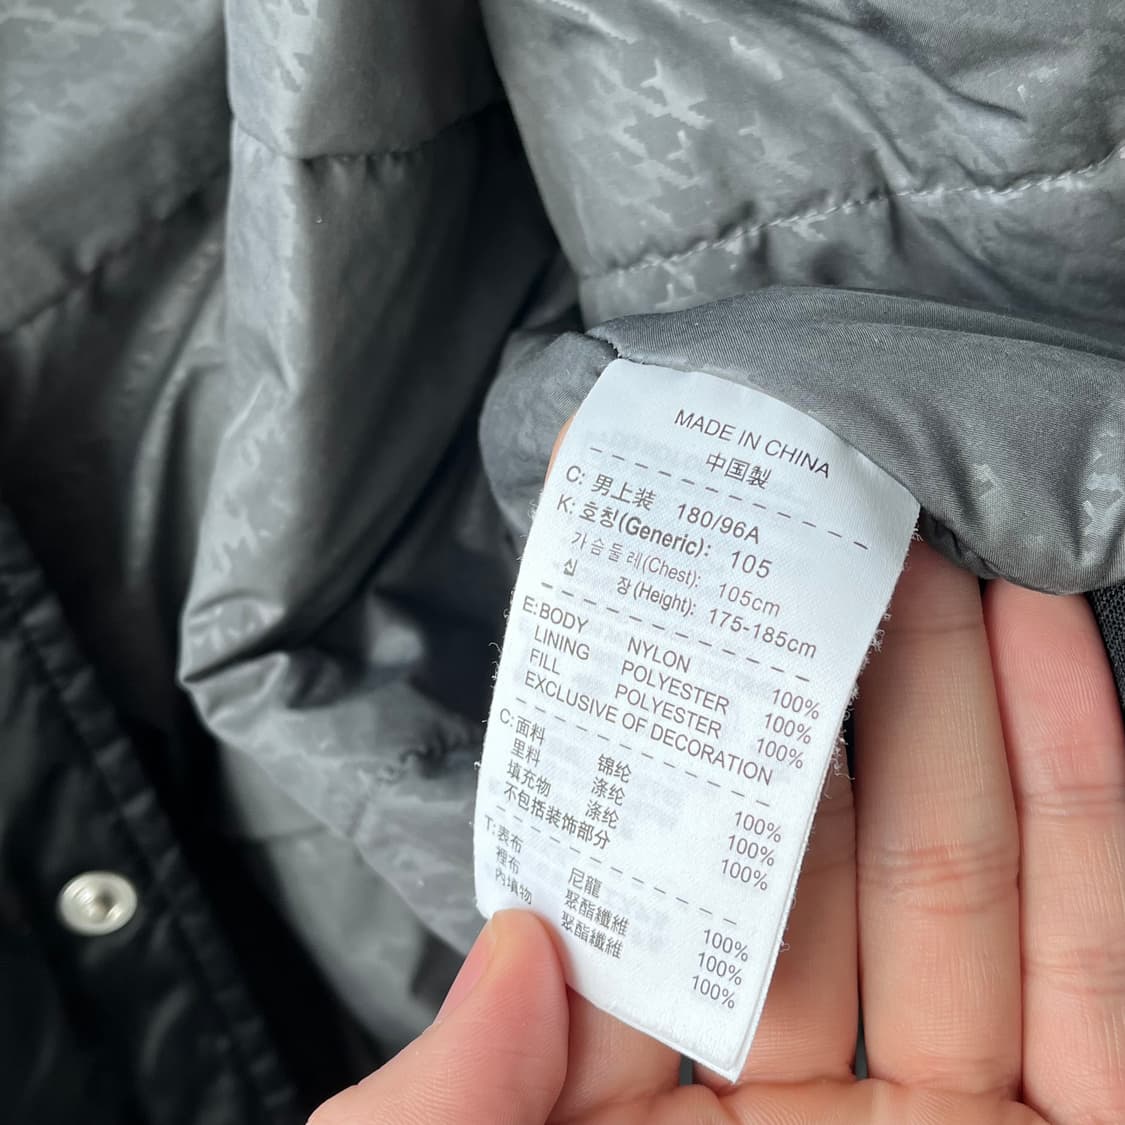 MADE IN CHINA
中国製
C: 男上装 180/96A
K: 호칭(Generic): 105
가슴둘레(Chest): 105cm
신 장(Height): 175-185cm
E: BODY NYLON 100%
LINING POLYESTER 100%
FILL POLYESTER 100%
EXCLUSIVE OF DECORATION
C: 面料 锦纶 100%
里料 涤纶 100%
填充物 涤纶 100%
不包括装饰部分
T: 表布 尼龍 100%
裡布 聚酯纖維 100%
內填物 聚酯纖維 100%